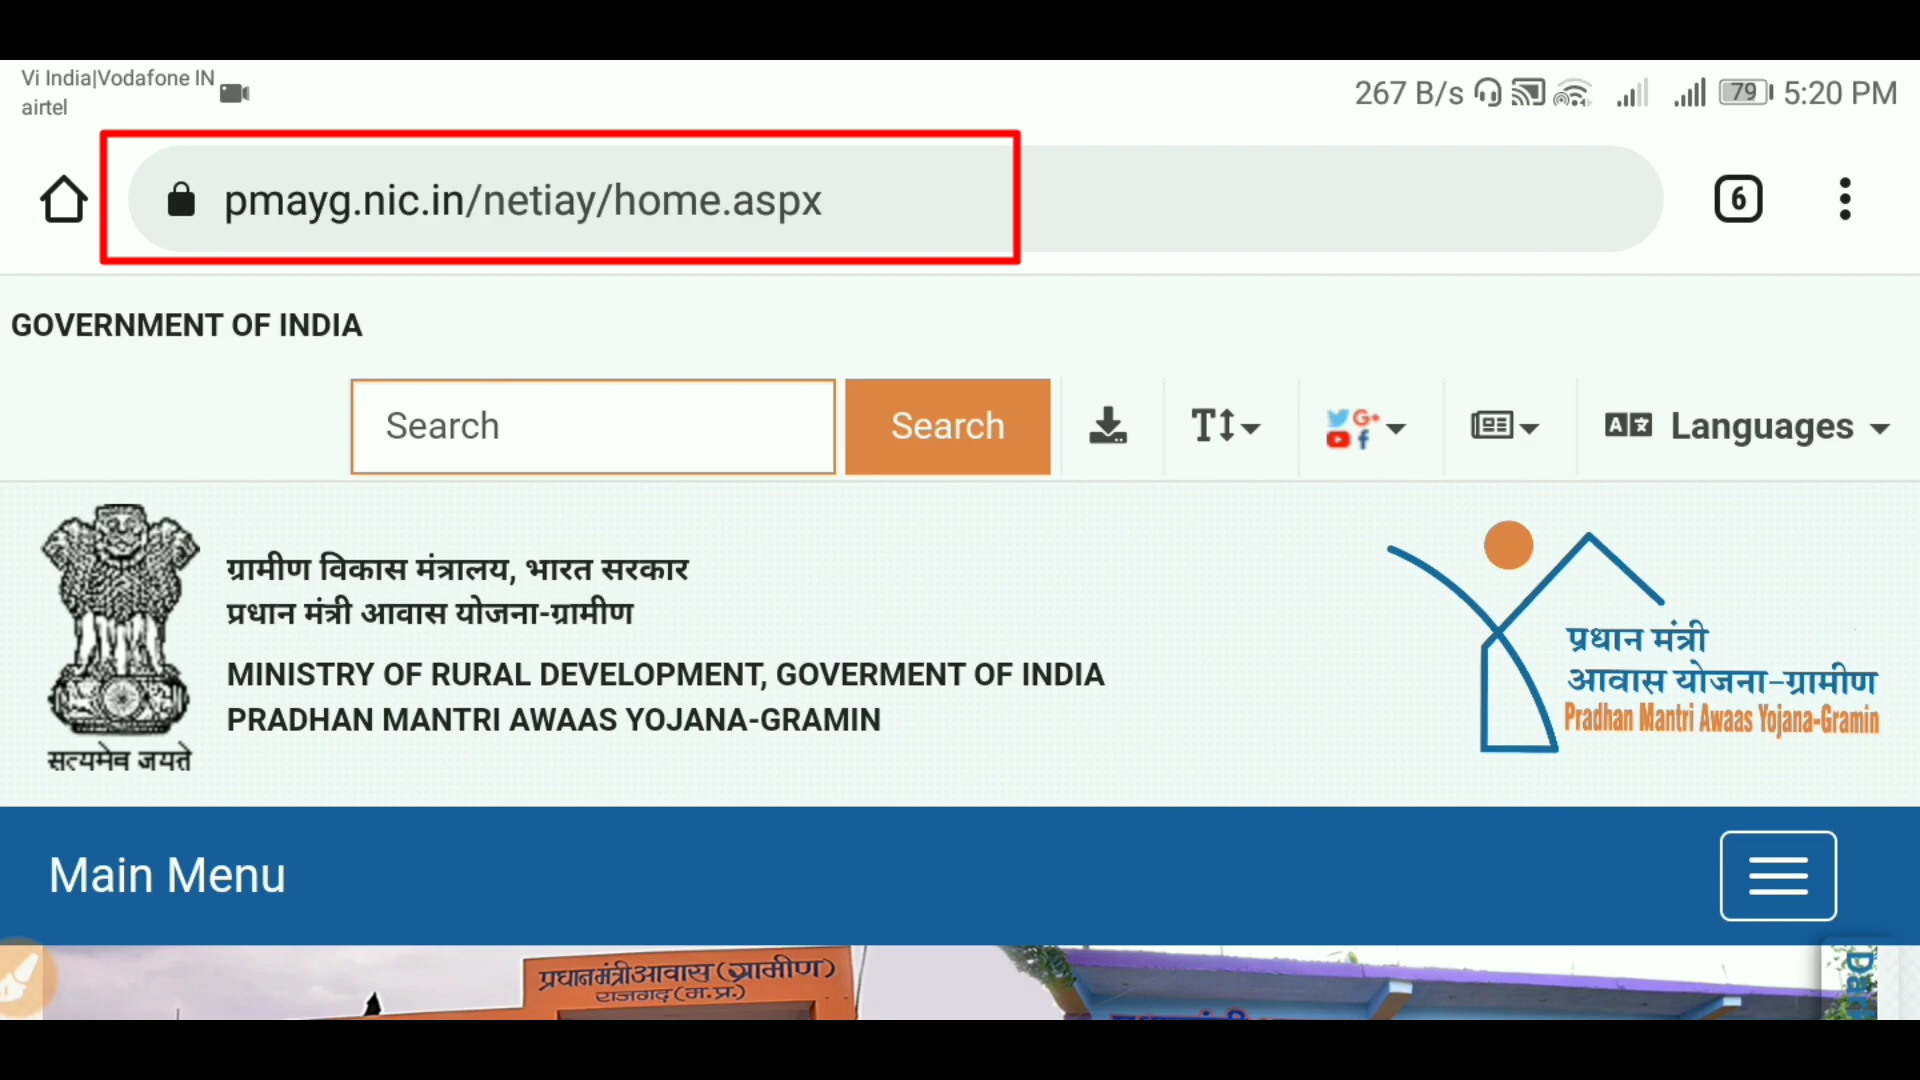 Vi India|Vodafone IN
airtel
267 B/s 79 5:20 PM
pmayg.nic.in/netiay/home.aspx
6
GOVERNMENT OF INDIA
Search Search Languages
ग्रामीण विकास मंत्रालय, भारत सरकार
प्रधान मंत्री आवास योजना-ग्रामीण
MINISTRY OF RURAL DEVELOPMENT, GOVERMENT OF INDIA
PRADHAN MANTRI AWAAS YOJANA-GRAMIN
सत्यमेव जयते
प्रधान मंत्री
आवास योजना-ग्रामीण
Pradhan Mantri Awaas Yojana-Gramin
Main Menu
प्रधानमंत्री आवास (ग्रामीण)
राजगढ़ (म.प्र.)